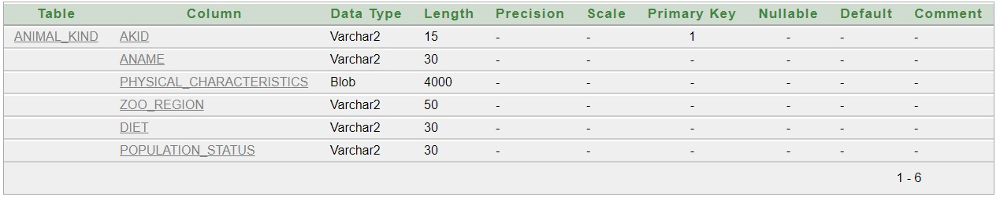 Table Column Data Type Length Precision Scale Primary Key Nullable Default Comment
ANIMAL_KIND AKID Varchar2 15 - - 1 - - -
ANAME Varchar2 30 - - - - - -
PHYSICAL_CHARACTERISTICS Blob 4000 - - - - - -
ZOO_REGION Varchar2 50 - - - - - -
DIET Varchar2 30 - - - - - -
POPULATION_STATUS Varchar2 30 - - - - - -
1 - 6